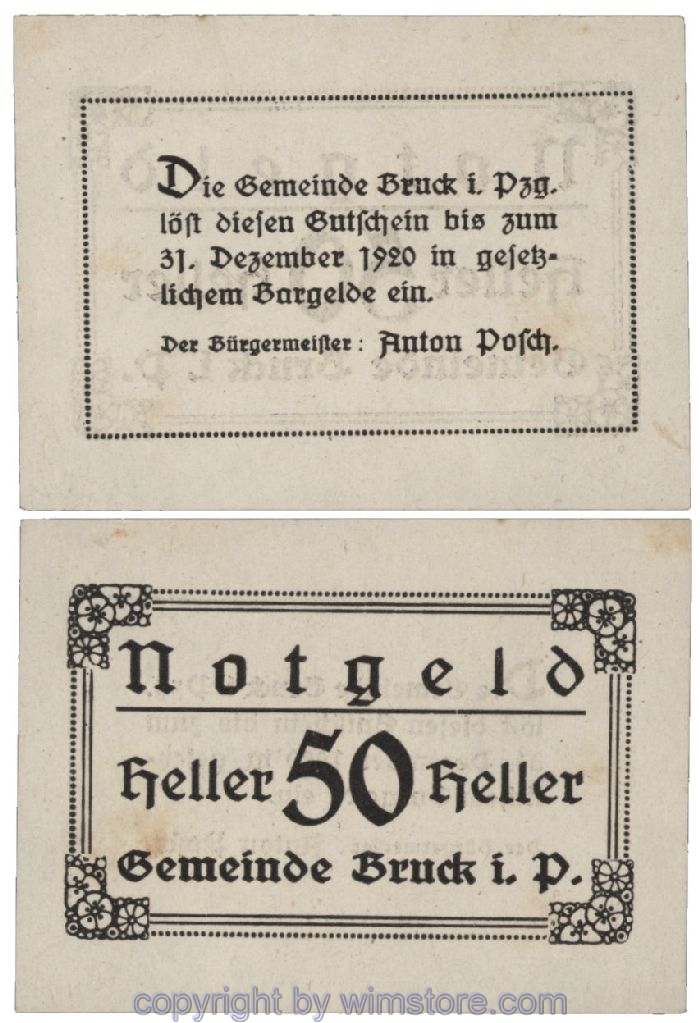 Die Gemeinde Bruck i. Pzg.
löst diesen Gutschein bis zum
31. Dezember 1920 in gesetz-
lichem Bargelde ein.
Der Bürgermeister: Anton Posch.
Notgeld
Heller 50 Heller
Gemeinde Bruck i. P.
copyright by wimstore.com